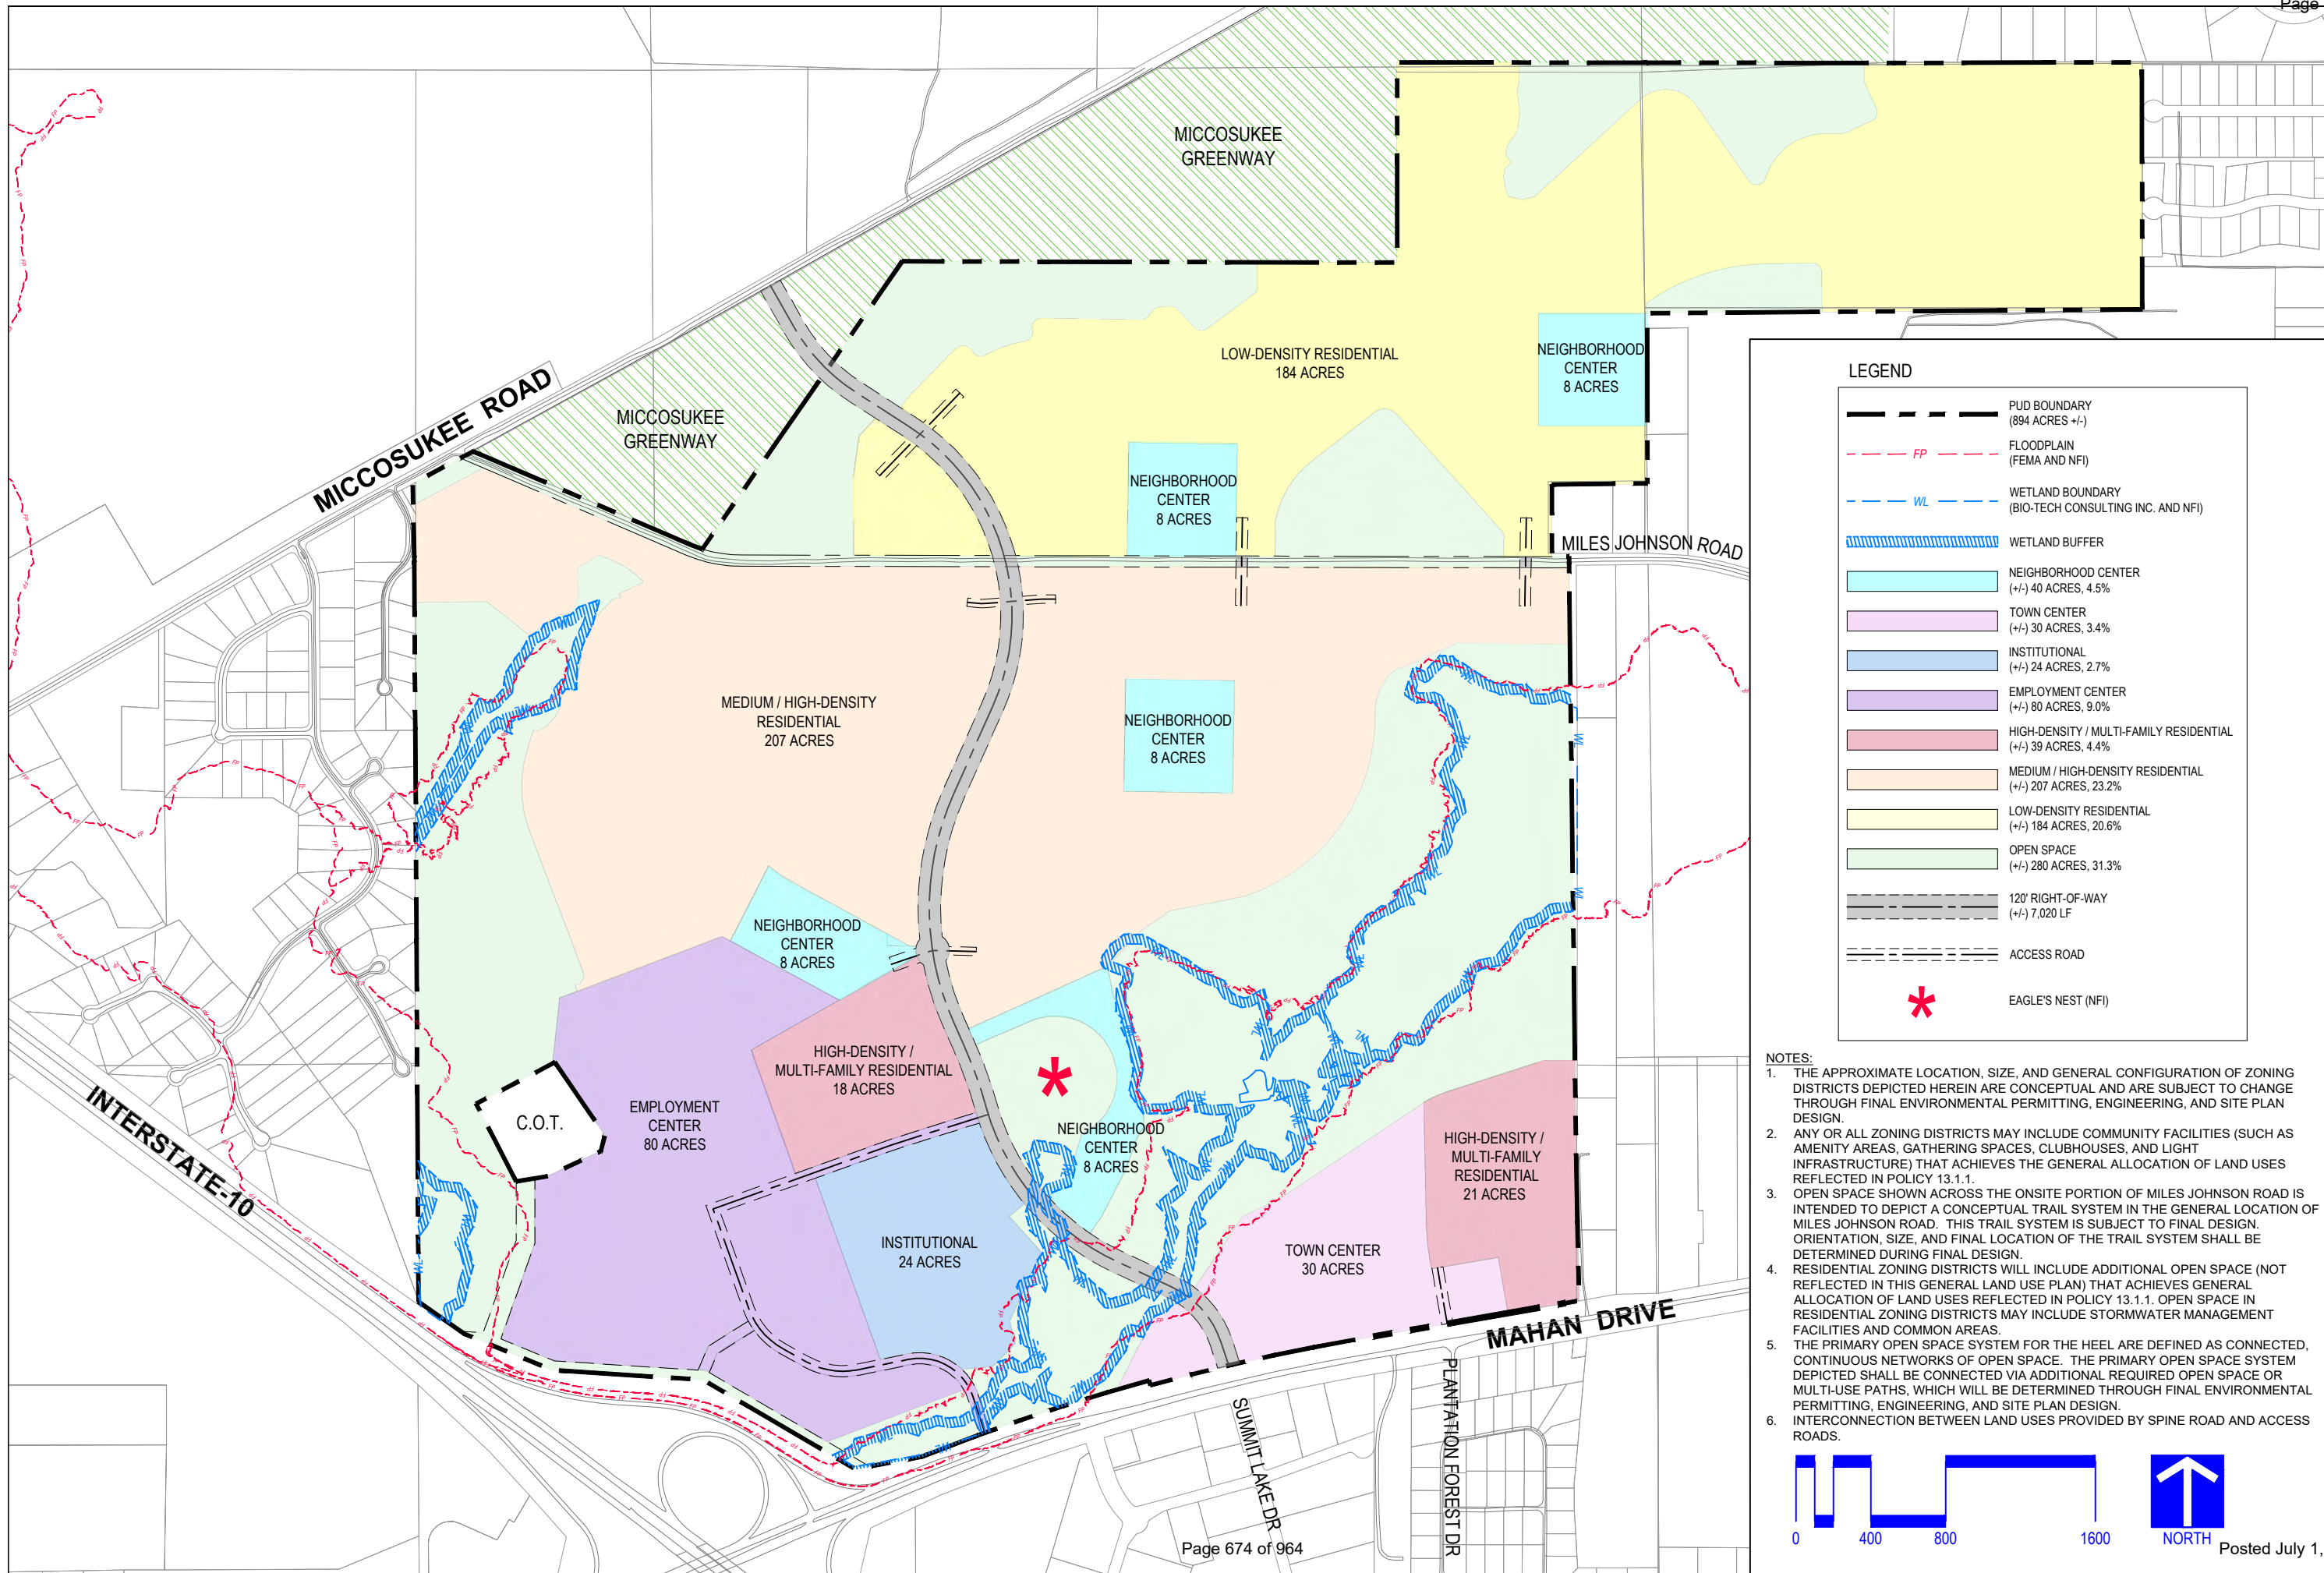 Page
MICCOSUKEE
GREENWAY
MICCOSUKEE ROAD
MICCOSUKEE
GREENWAY
LOW-DENSITY RESIDENTIAL
184 ACRES
NEIGHBORHOOD
CENTER
8 ACRES
NEIGHBORHOOD
CENTER
8 ACRES
MILES JOHNSON ROAD
MEDIUM / HIGH-DENSITY
RESIDENTIAL
207 ACRES
NEIGHBORHOOD
CENTER
8 ACRES
NEIGHBORHOOD
CENTER
8 ACRES
HIGH-DENSITY /
MULTI-FAMILY RESIDENTIAL
18 ACRES
EMPLOYMENT
CENTER
80 ACRES
C.O.T.
INTERSTATE-10
NEIGHBORHOOD
CENTER
8 ACRES
HIGH-DENSITY /
MULTI-FAMILY
RESIDENTIAL
21 ACRES
INSTITUTIONAL
24 ACRES
TOWN CENTER
30 ACRES
MAHAN DRIVE
SUMMIT LAKE DR
PLANTATION FOREST DR
LEGEND
PUD BOUNDARY
(894 ACRES +/-)
FP
FLOODPLAIN
(FEMA AND NFI)
WL
WETLAND BOUNDARY
(BIO-TECH CONSULTING INC. AND NFI)
WETLAND BUFFER
NEIGHBORHOOD CENTER
(+/-) 40 ACRES, 4.5%
TOWN CENTER
(+/-) 30 ACRES, 3.4%
INSTITUTIONAL
(+/-) 24 ACRES, 2.7%
EMPLOYMENT CENTER
(+/-) 80 ACRES, 9.0%
HIGH-DENSITY / MULTI-FAMILY RESIDENTIAL
(+/-) 39 ACRES, 4.4%
MEDIUM / HIGH-DENSITY RESIDENTIAL
(+/-) 207 ACRES, 23.2%
LOW-DENSITY RESIDENTIAL
(+/-) 184 ACRES, 20.6%
OPEN SPACE
(+/-) 280 ACRES, 31.3%
120' RIGHT-OF-WAY
(+/-) 7,020 LF
ACCESS ROAD
EAGLE'S NEST (NFI)
NOTES:
1. THE APPROXIMATE LOCATION, SIZE, AND GENERAL CONFIGURATION OF ZONING
DISTRICTS DEPICTED HEREIN ARE CONCEPTUAL AND ARE SUBJECT TO CHANGE
THROUGH FINAL ENVIRONMENTAL PERMITTING, ENGINEERING, AND SITE PLAN
DESIGN.
2. ANY OR ALL ZONING DISTRICTS MAY INCLUDE COMMUNITY FACILITIES (SUCH AS
AMENITY AREAS, GATHERING SPACES, CLUBHOUSES, AND LIGHT
INFRASTRUCTURE) THAT ACHIEVES THE GENERAL ALLOCATION OF LAND USES
REFLECTED IN POLICY 13.1.1.
3. OPEN SPACE SHOWN ACROSS THE ONSITE PORTION OF MILES JOHNSON ROAD IS
INTENDED TO DEPICT A CONCEPTUAL TRAIL SYSTEM IN THE GENERAL LOCATION OF
MILES JOHNSON ROAD. THIS TRAIL SYSTEM IS SUBJECT TO FINAL DESIGN.
ORIENTATION, SIZE, AND FINAL LOCATION OF THE TRAIL SYSTEM SHALL BE
DETERMINED DURING FINAL DESIGN.
4. RESIDENTIAL ZONING DISTRICTS WILL INCLUDE ADDITIONAL OPEN SPACE (NOT
REFLECTED IN THIS GENERAL LAND USE PLAN) THAT ACHIEVES GENERAL
ALLOCATION OF LAND USES REFLECTED IN POLICY 13.1.1. OPEN SPACE IN
RESIDENTIAL ZONING DISTRICTS MAY INCLUDE STORMWATER MANAGEMENT
FACILITIES AND COMMON AREAS.
5. THE PRIMARY OPEN SPACE SYSTEM FOR THE HEEL ARE DEFINED AS CONNECTED,
CONTINUOUS NETWORKS OF OPEN SPACE. THE PRIMARY OPEN SPACE SYSTEM
DEPICTED SHALL BE CONNECTED VIA ADDITIONAL REQUIRED OPEN SPACE OR
MULTI-USE PATHS, WHICH WILL BE DETERMINED THROUGH FINAL ENVIRONMENTAL
PERMITTING, ENGINEERING, AND SITE PLAN DESIGN.
6. INTERCONNECTION BETWEEN LAND USES PROVIDED BY SPINE ROAD AND ACCESS
ROADS.
0 400 800 1600
NORTH
Page 674 of 964
Posted July 1,